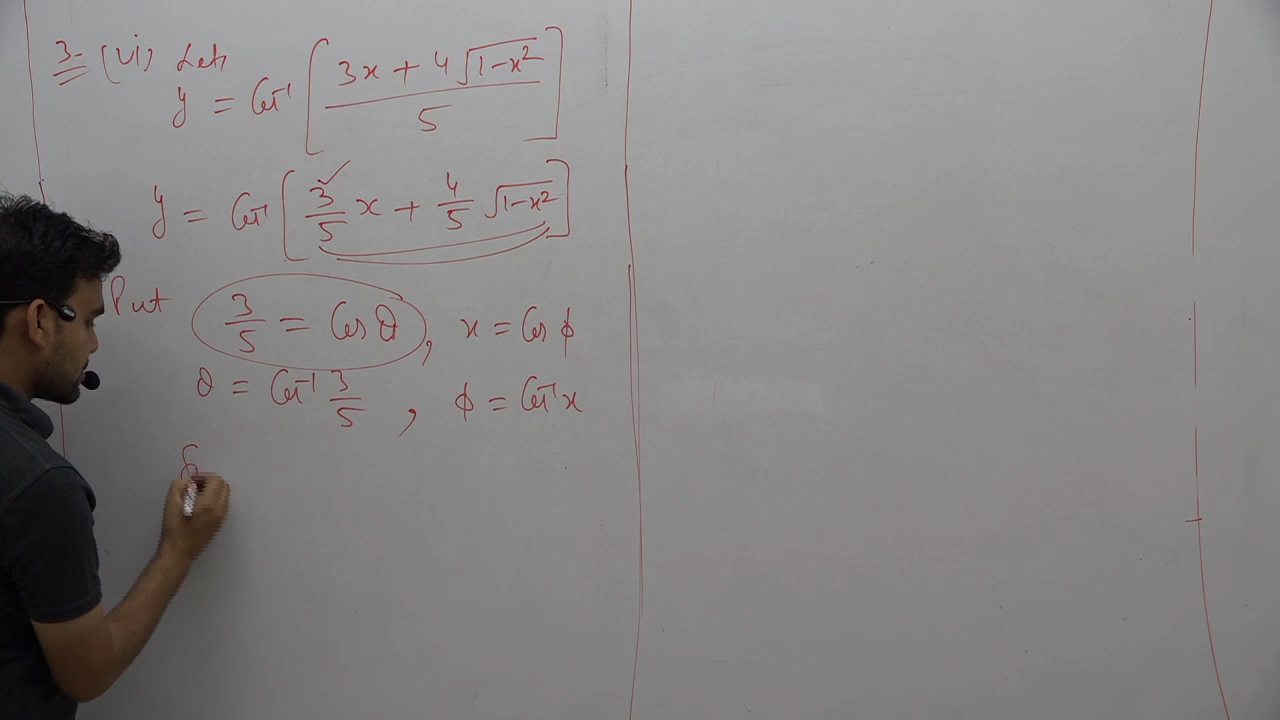 3- (vi) Let
y = Cos⁻¹ [ (3x + 4√(1-x²)) / 5 ]
y = Cos⁻¹ [ 3/5 x + 4/5 √(1-x²) ]
Put 3/5 = Cos θ, x = Cos ϕ
θ = Cos⁻¹ 3/5, ϕ = Cos⁻¹ x